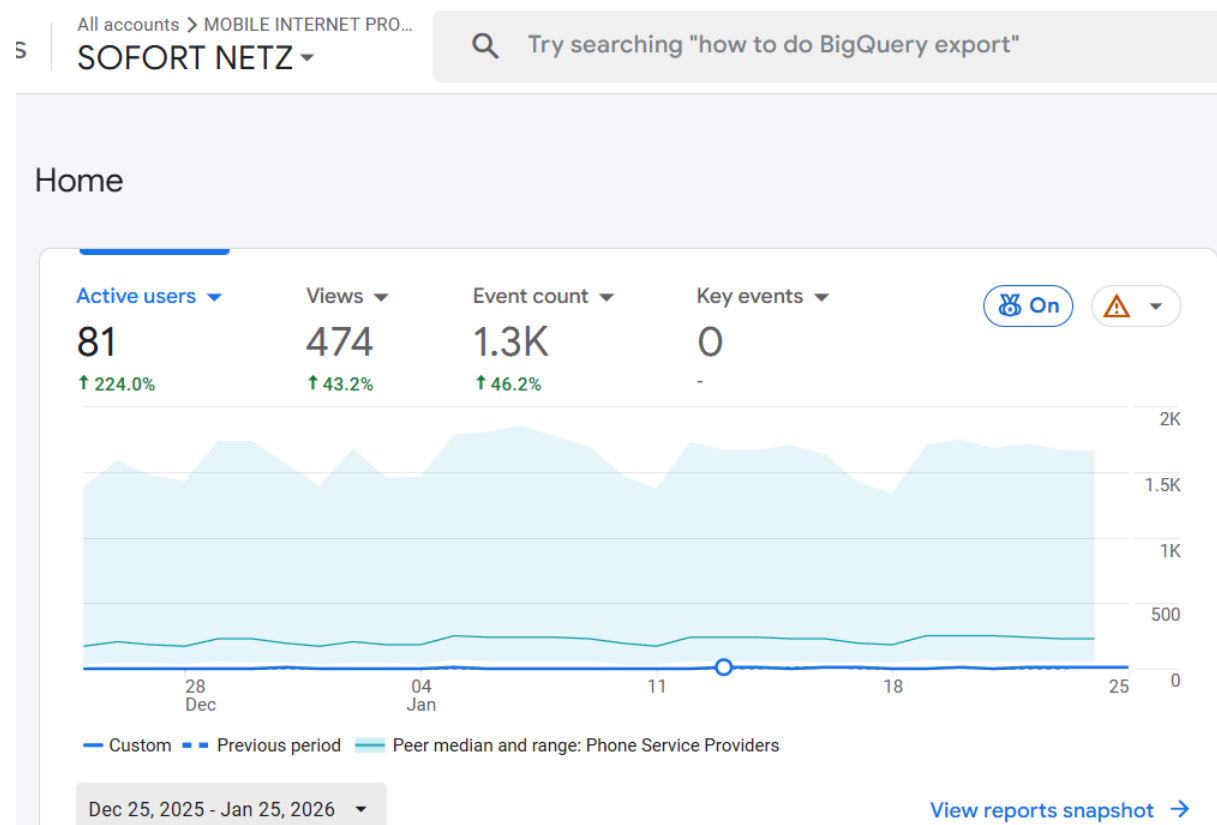 All accounts > MOBILE INTERNET PRO...
s
SOFORT NETZ
Try searching "how to do BigQuery export"
Home
Active users
81
↑ 224.0%
Views
474
↑ 43.2%
Event count
1.3K
↑ 46.2%
Key events
0
-
On
2K
1.5K
1K
500
0
28
Dec
04
Jan
11
18
25
Custom
Previous period
Peer median and range: Phone Service Providers
Dec 25, 2025 - Jan 25, 2026
View reports snapshot →